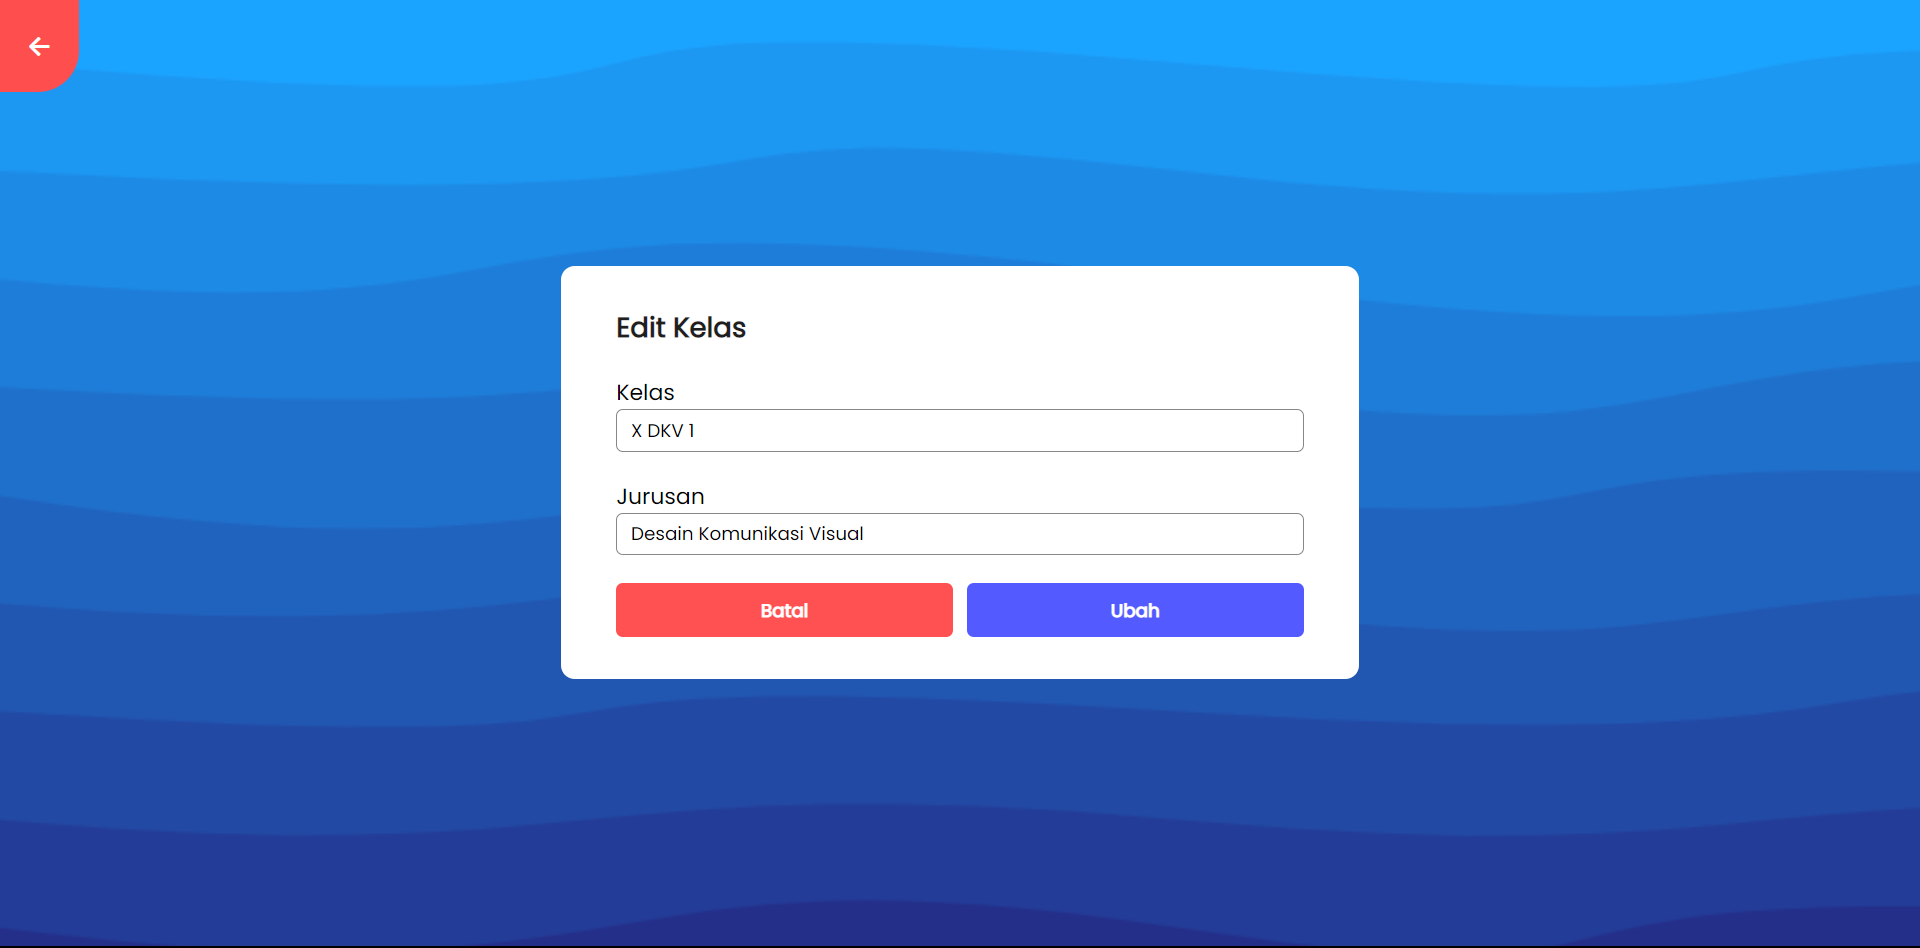 Edit Kelas
Kelas
X DKV 1
Jurusan
Desain Komunikasi Visual
Batal Ubah